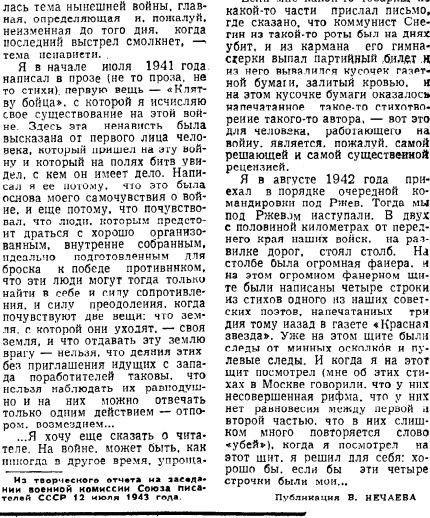 лась тема нынешней войны, глав-
ная, определяющая и, пожалуй,
неизменная до того дня, когда
последний выстрел смолкнет, —
тема ненависти.
Я в начале июля 1941 года
написал в прозе (не то проза, не
то стихи) первую вещь — «Клят-
ву бойца», с которой я исчисляю
свое существование на этой вой-
не. Здесь эта ненависть была
высказана от первого лица чело-
века, который пришел на эту вой-
ну и который на полях битв уви-
дел, с кем он имеет дело. Напи-
сал я ее потому, что это была
основа моего самочувствия о вой-
не, и еще потому, что почувство-
вал, что люди, которым предсто-
ит драться с хорошо организо-
ванным, внутренне собранным,
идеально подготовленным для
броска к победе противником,
что эти люди могут тогда только
найти в себе и силу сопротивле-
ния, и силу преодоления, когда
почувствуют две вещи: что зем-
ля, с которой они уходят, — своя
земля, и что отдавать эту землю
врагу — нельзя, что деяния этих
без приглашения идущих с запа-
да поработителей таковы, что
нельзя наблюдать их равнодуш-
но и на них можно отвечать
только одним действием — отпо-
ром, возмездием...
...Я хочу еще сказать о чита-
теле. На войне, может быть, как
никогда в другое время, упроща-
Из творческого отчета на заседа-
нии военной комиссии Союза писа-
телей СССР 12 июля 1943 года.
какой-то части прислал письмо,
где сказано, что коммунист Сне-
гин из такой-то роты был на днях
убит, и из кармана его гимна-
стерки выпал партийный билет и
из него вывалился кусочек газет-
ной бумаги, залитый кровью, и
на этом кусочке бумаги оказалось
напечатанное такое-то стихотво-
рение такого-то автора, — вот это
для человека, работающего на
войну, является, пожалуй, самой
решающей и самой существенной
рецензией.
Я в августе 1942 года при-
ехал в порядке очередной ко-
мандировки под Ржев. Тогда мы
под Ржевом наступали. В двух
с половиной километрах от перед-
него края наших войск, на раз-
вилке дорог, стоял столб. На
столбе была огромная фанера, и
на этом огромном фанерном щи-
те были написаны четыре строки
из стихов одного из наших совет-
ских поэтов, напечатанных три
дня тому назад в газете «Красная
звезда». Уже на этом щите были
следы от минных осколков и пу-
левые следы. И когда я на этот
щит посмотрел (мне об этих сти-
хах в Москве говорили, что у них
несовершенная рифма, что у них
нет равновесия между первой и
второй частью, что в них слиш-
ком много повторяется слово
«убей»), когда я посмотрел на
этот щит, я решил для себя: хо-
рошо бы, если бы эти четыре
строчки были мои...
Публикация В. НЕЧАЕВА